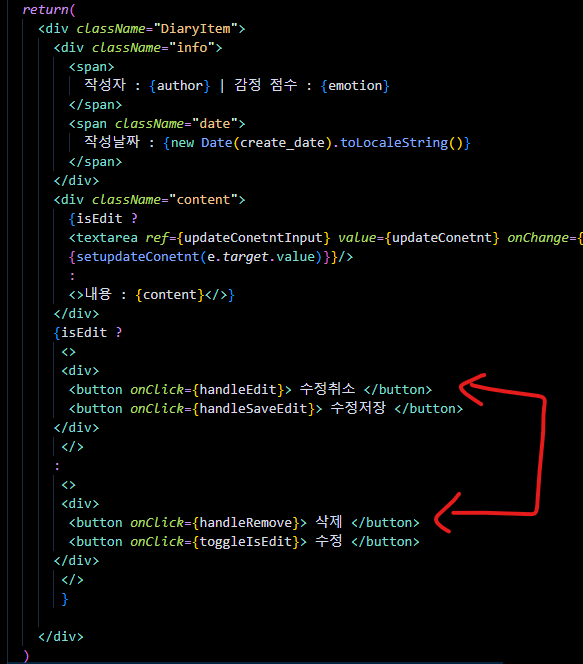 return(
<div className="DiaryItem">
<div className="info">
<span>
작성자 : {author} | 감정 점수 : {emotion}
</span>
<span className="date">
작성날짜 : {new Date(create_date).toLocaleString()}
</span>
</div>
<div className="content">
{isEdit ?
<textarea ref={updateConetntInput} value={updateConetnt} onChange={
{setupdateConetnt(e.target.value)}}/>
:
<>내용 : {content}</>}
</div>
{isEdit ?
<>
<div>
<button onClick={handleEdit}> 수정취소 </button>
<button onClick={handleSaveEdit}> 수정저장 </button>
</div>
</>
:
<>
<div>
<button onClick={handleRemove}> 삭제 </button>
<button onClick={toggleIsEdit}> 수정 </button>
</div>
</>
}
</div>
)